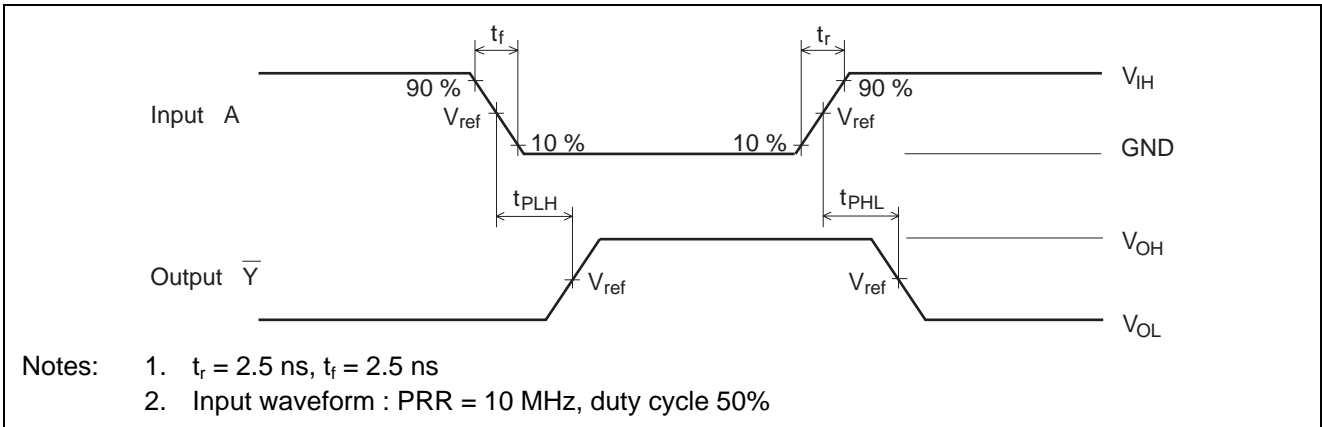 tf tr
90 % 90 % VIH
Input A Vref Vref
10 % 10 % GND
tPLH tPHL
VOH
Output Y̅ Vref Vref
VOL
Notes: 1. tr = 2.5 ns, tf = 2.5 ns
2. Input waveform : PRR = 10 MHz, duty cycle 50%